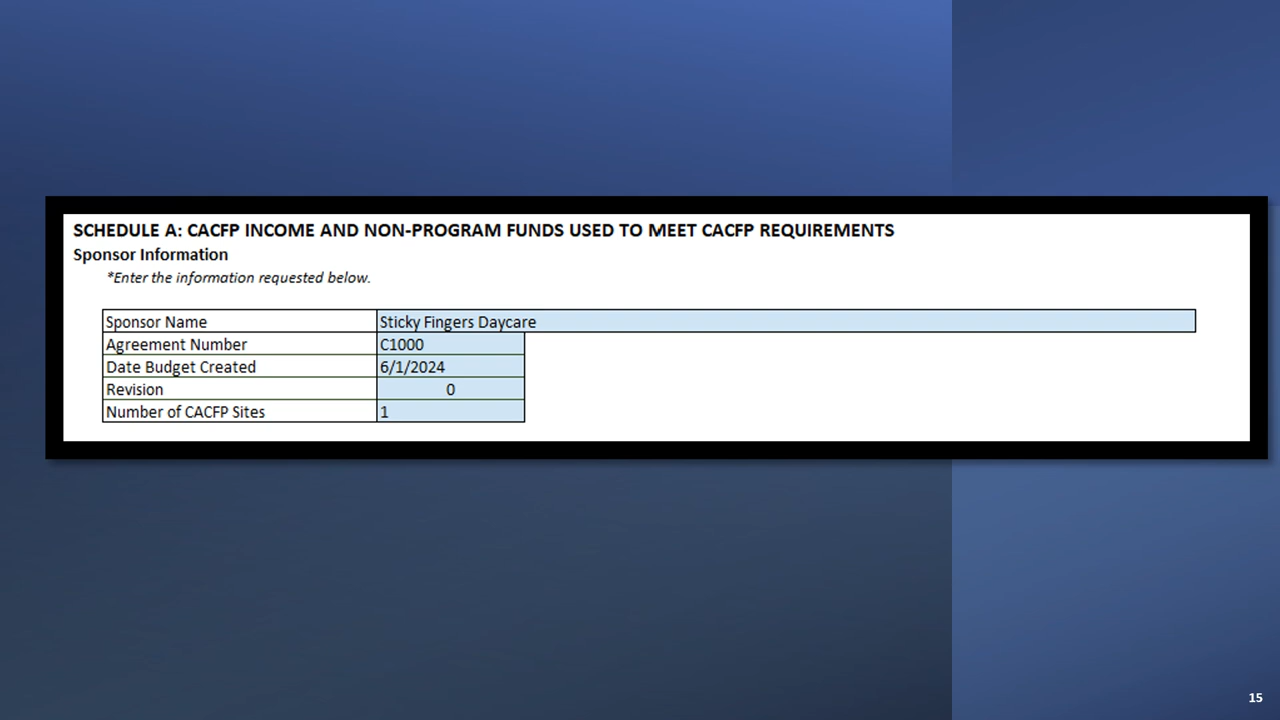 SCHEDULE A: CACFP INCOME AND NON-PROGRAM FUNDS USED TO MEET CACFP REQUIREMENTS
Sponsor Information
*Enter the information requested below.
Sponsor Name Sticky Fingers Daycare
Agreement Number C1000
Date Budget Created 6/1/2024
Revision 0
Number of CACFP Sites 1
15